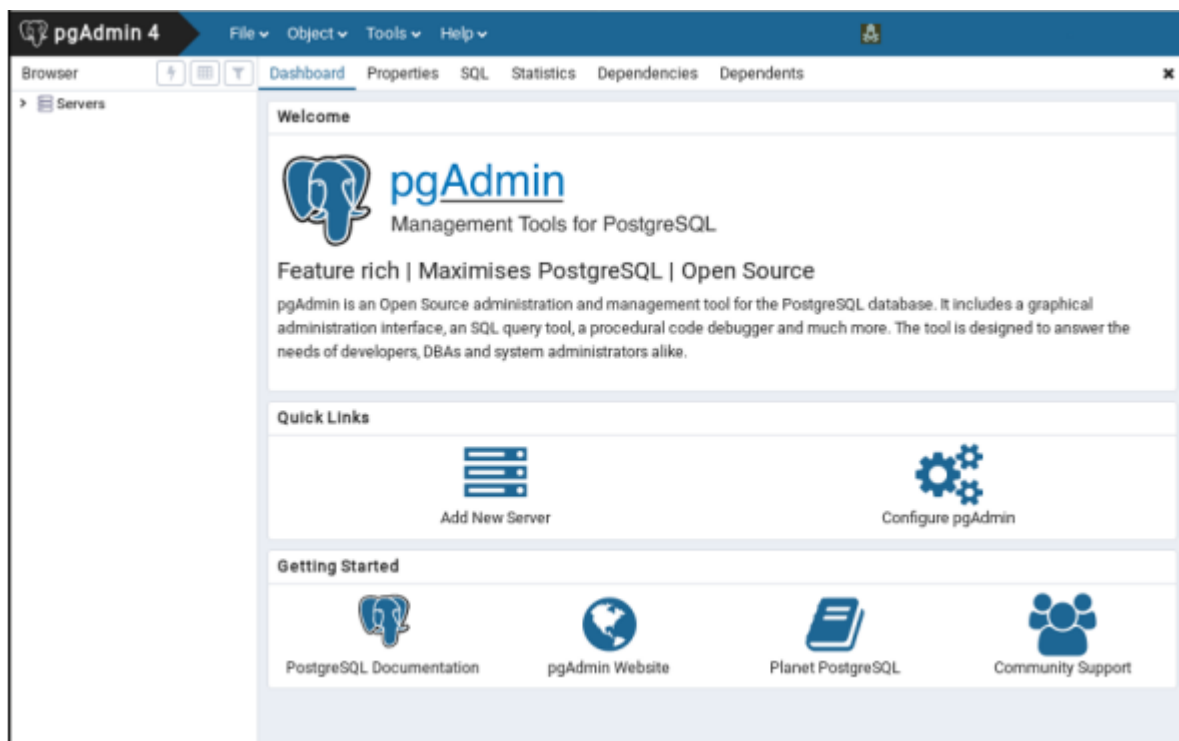 pgAdmin 4
File Object Tools Help
Browser
Dashboard Properties SQL Statistics Dependencies Dependents
Servers
Welcome
pgAdmin
Management Tools for PostgreSQL
Feature rich | Maximises PostgreSQL | Open Source
pgAdmin is an Open Source administration and management tool for the PostgreSQL database. It includes a graphical
administration interface, an SQL query tool, a procedural code debugger and much more. The tool is designed to answer the
needs of developers, DBAs and system administrators alike.
Quick Links
Add New Server
Configure pgAdmin
Getting Started
PostgreSQL Documentation
pgAdmin Website
Planet PostgreSQL
Community Support